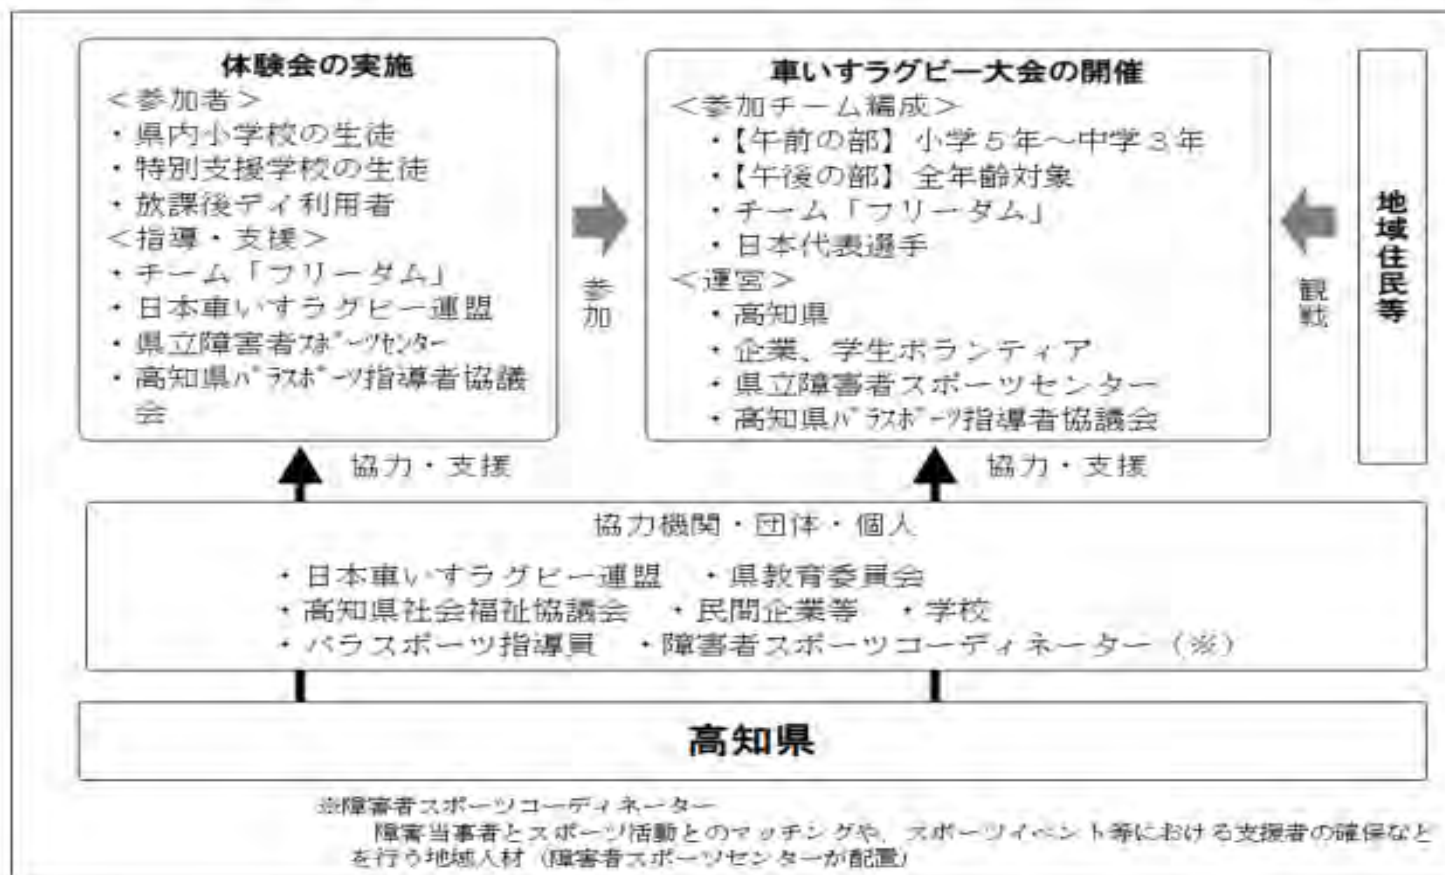 体験会の実施
＜参加者＞
・県内小学校の生徒
・特別支援学校の生徒
・放課後デイ利用者
＜指導・支援＞
・チーム「フリーダム」
・日本車いすラグビー連盟
・県立障害者ｽﾎﾟｰﾂｾﾝﾀｰ
・高知県ﾊﾟﾗｽﾎﾟｰﾂ指導者協議
会
参加
車いすラグビー大会の開催
＜参加チーム編成＞
・【午前の部】小学５年～中学３年
・【午後の部】全年齢対象
・チーム「フリーダム」
・日本代表選手
＜運営＞
・高知県
・企業、学生ボランティア
・県立障害者スポーツセンター
・高知県ﾊﾟﾗｽﾎﾟｰﾂ指導者協議会
観戦
地域住民等
協力・支援
協力・支援
協力機関・団体・個人
・日本車いすラグビー連盟　・県教育委員会
・高知県社会福祉協議会　・民間企業等　・学校
・パラスポーツ指導員　・障害者スポーツコーディネーター（※）
高知県
※障害者スポーツコーディネーター
障害当事者とスポーツ活動とのマッチングや、スポーツイベント等における支援者の確保など
を行う地域人材（障害者スポーツセンターが配置）